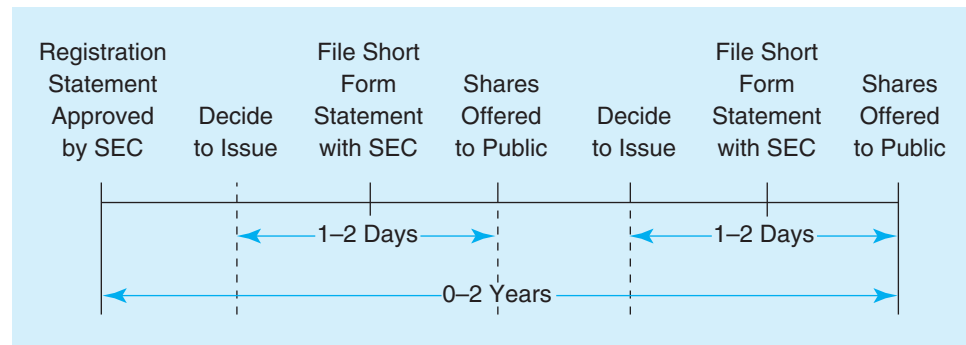 Registration
Statement
Approved
by SEC
Decide
to Issue
File Short
Form
Statement
with SEC
Shares
Offered
to Public
Decide
to Issue
File Short
Form
Statement
with SEC
Shares
Offered
to Public
1–2 Days
1–2 Days
0–2 Years